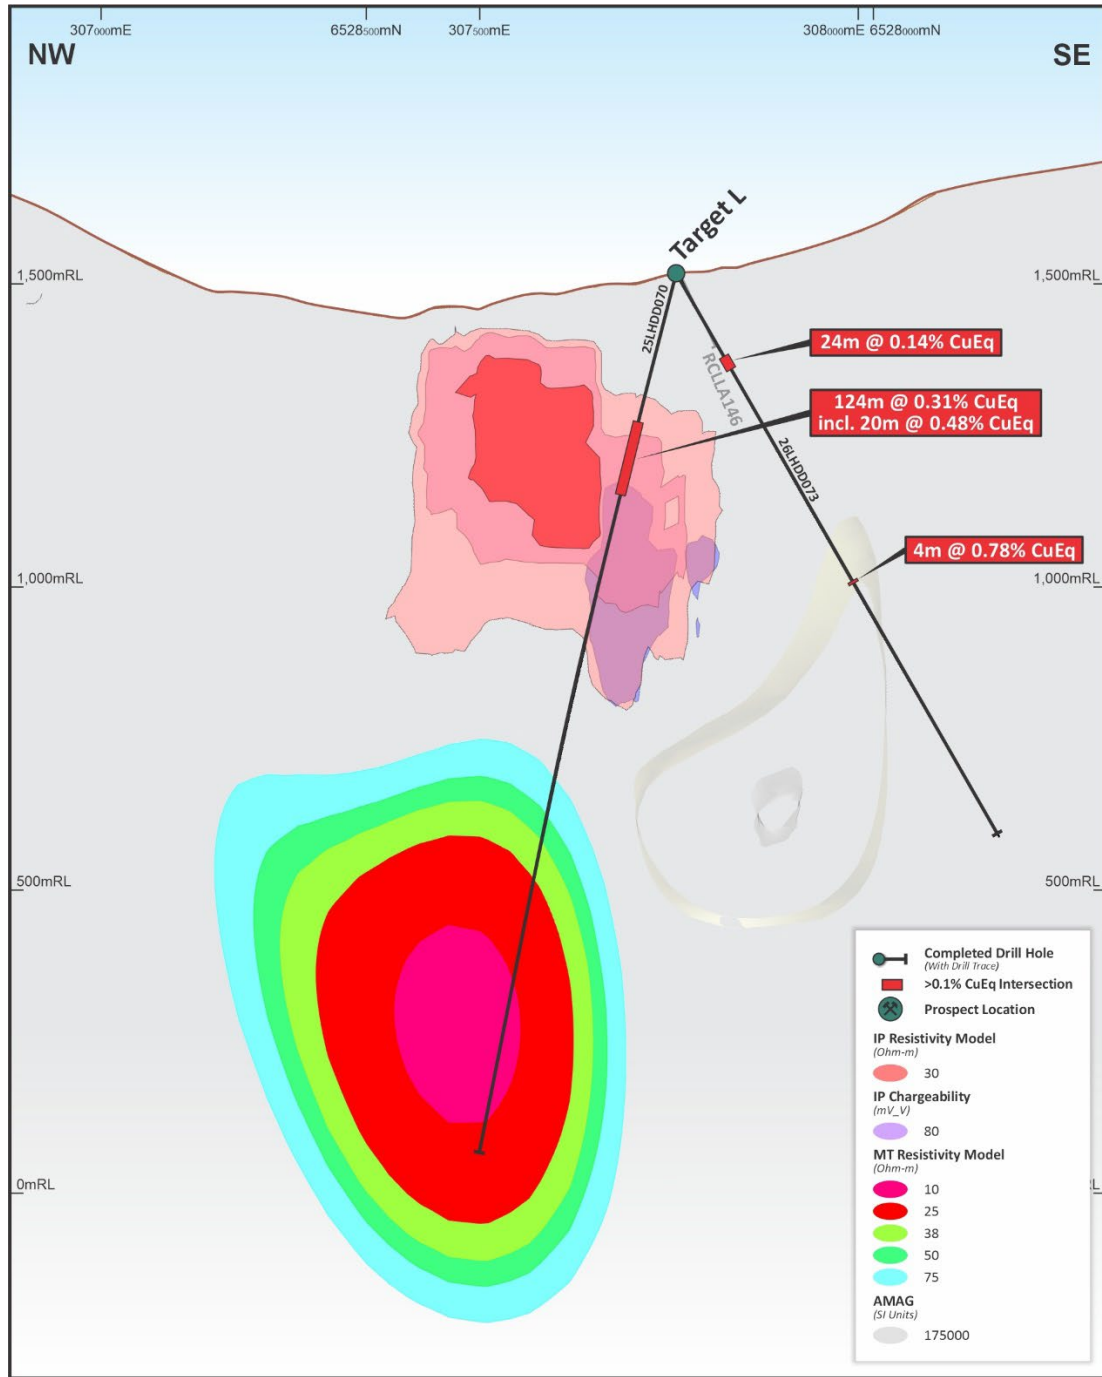 307000mE 6528500mN 307500mE 308000mE 6528000mN
NW SE
Target L
1,500mRL 1,500mRL
25LHDD070
RCLLA146
26LHDD073
24m @ 0.14% CuEq
124m @ 0.31% CuEq
incl. 20m @ 0.48% CuEq
4m @ 0.78% CuEq
1,000mRL 1,000mRL
500mRL 500mRL
0mRL
Completed Drill Hole
(With Drill Trace)
>0.1% CuEq Intersection
Prospect Location
IP Resistivity Model
(Ohm-m)
30
IP Chargeability
(mV_V)
80
MT Resistivity Model
(Ohm-m)
10
25
38
50
75
AMAG
(SI Units)
175000